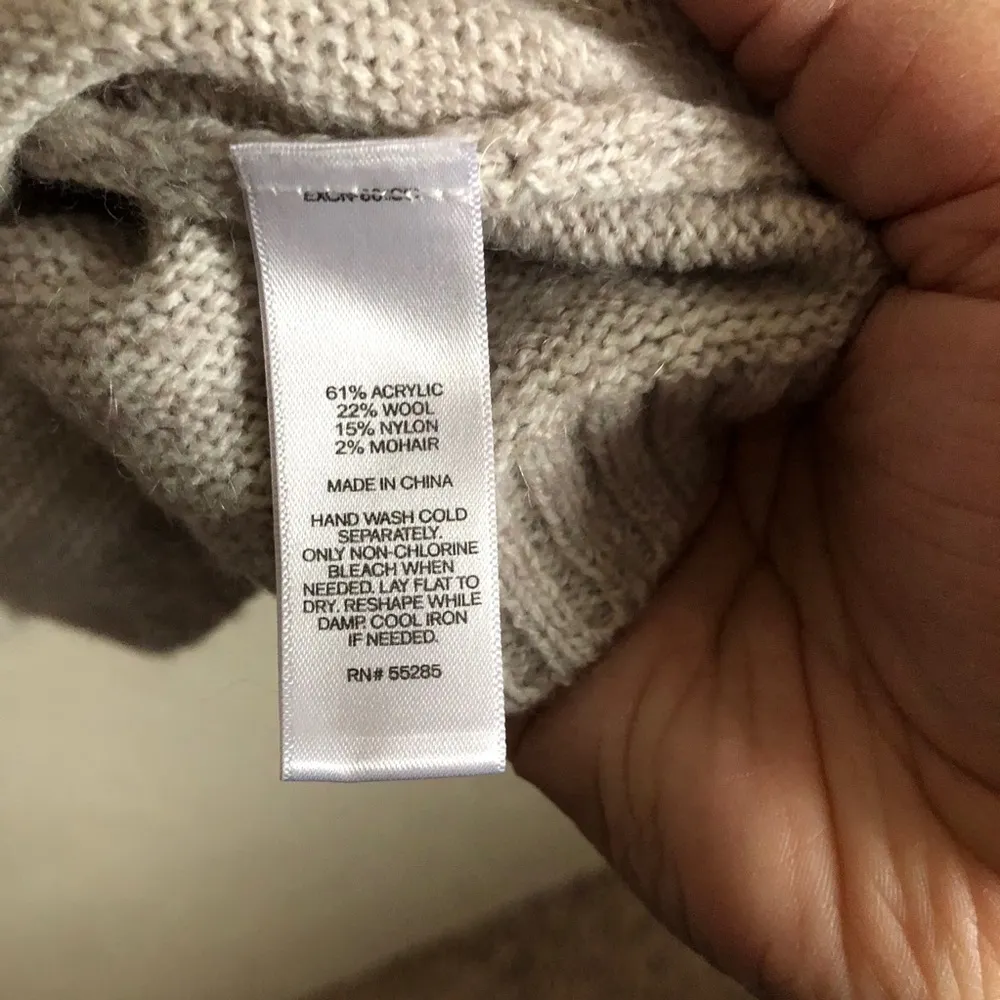 61% ACRYLIC
22% WOOL
15% NYLON
2% MOHAIR
MADE IN CHINA
HAND WASH COLD
SEPARATELY.
ONLY NON-CHLORINE
BLEACH WHEN
NEEDED. LAY FLAT TO
DRY. RESHAPE WHILE
DAMP. COOL IRON
IF NEEDED.
RN# 55285